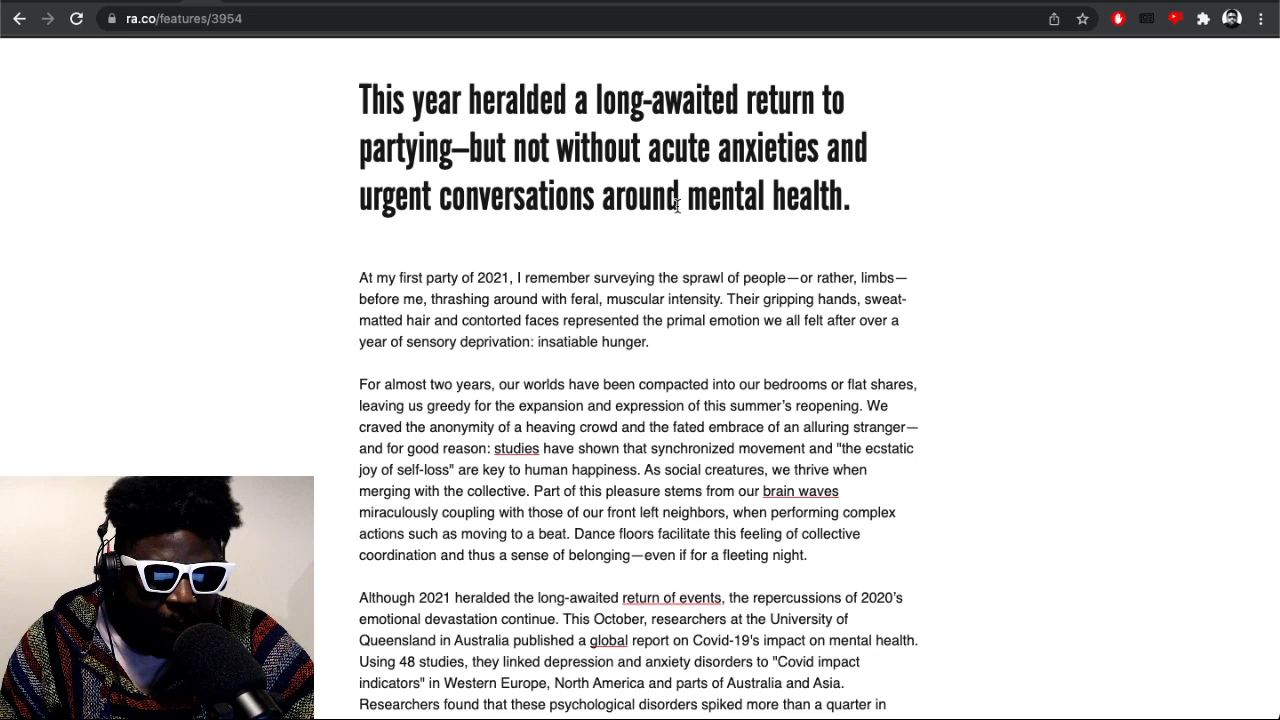 ra.co/features/3954
This year heralded a long-awaited return to
partying—but not without acute anxieties and
urgent conversations around mental health.
At my first party of 2021, I remember surveying the sprawl of people—or rather, limbs—
before me, thrashing around with feral, muscular intensity. Their gripping hands, sweat-
matted hair and contorted faces represented the primal emotion we all felt after over a
year of sensory deprivation: insatiable hunger.
For almost two years, our worlds have been compacted into our bedrooms or flat shares,
leaving us greedy for the expansion and expression of this summer’s reopening. We
craved the anonymity of a heaving crowd and the fated embrace of an alluring stranger—
and for good reason: studies have shown that synchronized movement and "the ecstatic
joy of self-loss" are key to human happiness. As social creatures, we thrive when
merging with the collective. Part of this pleasure stems from our brain waves
miraculously coupling with those of our front left neighbors, when performing complex
actions such as moving to a beat. Dance floors facilitate this feeling of collective
coordination and thus a sense of belonging—even if for a fleeting night.
Although 2021 heralded the long-awaited return of events, the repercussions of 2020’s
emotional devastation continue. This October, researchers at the University of
Queensland in Australia published a global report on Covid-19's impact on mental health.
Using 48 studies, they linked depression and anxiety disorders to "Covid impact
indicators" in Western Europe, North America and parts of Australia and Asia.
Researchers found that these psychological disorders spiked more than a quarter in